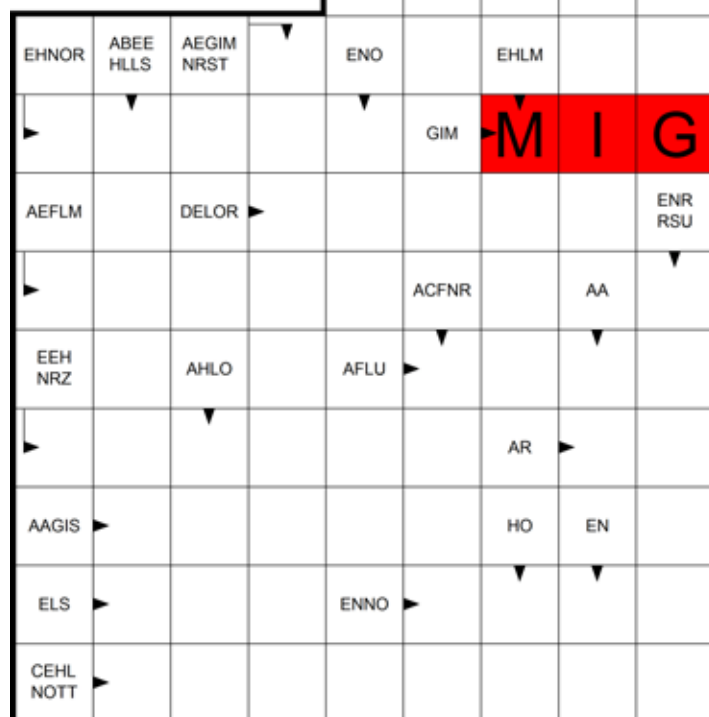 EHNOR ABEE AEGIM ENO EHLM
HLLS NRST
GIM MIG
AEFLM DELOR ENR
RSU
ACFNR AA
EEH AHLO AFLU
NRZ
AR
AAGIS HO EN
ELS ENNO
CEHL
NOTT